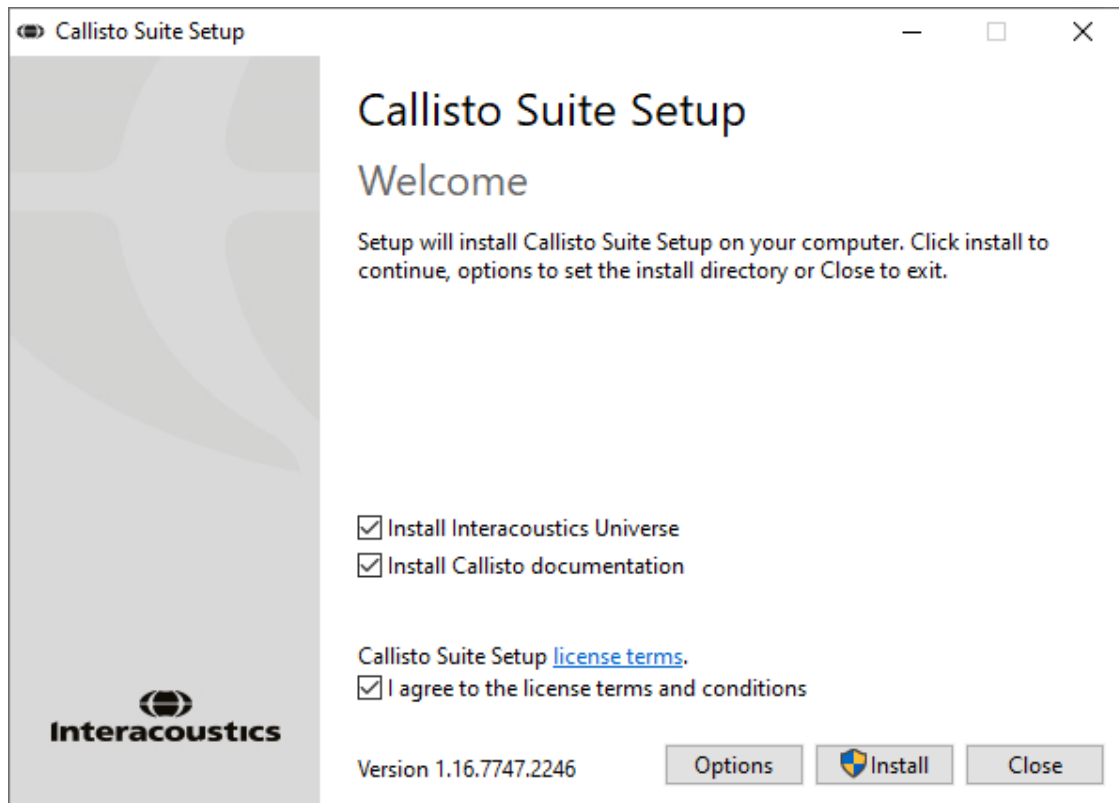 Callisto Suite Setup
Callisto Suite Setup
Welcome
Setup will install Callisto Suite Setup on your computer. Click install to
continue, options to set the install directory or Close to exit.
Install Interacoustics Universe
Install Callisto documentation
Callisto Suite Setup license terms.
I agree to the license terms and conditions
Interacoustics
Version 1.16.7747.2246
Options
Install
Close